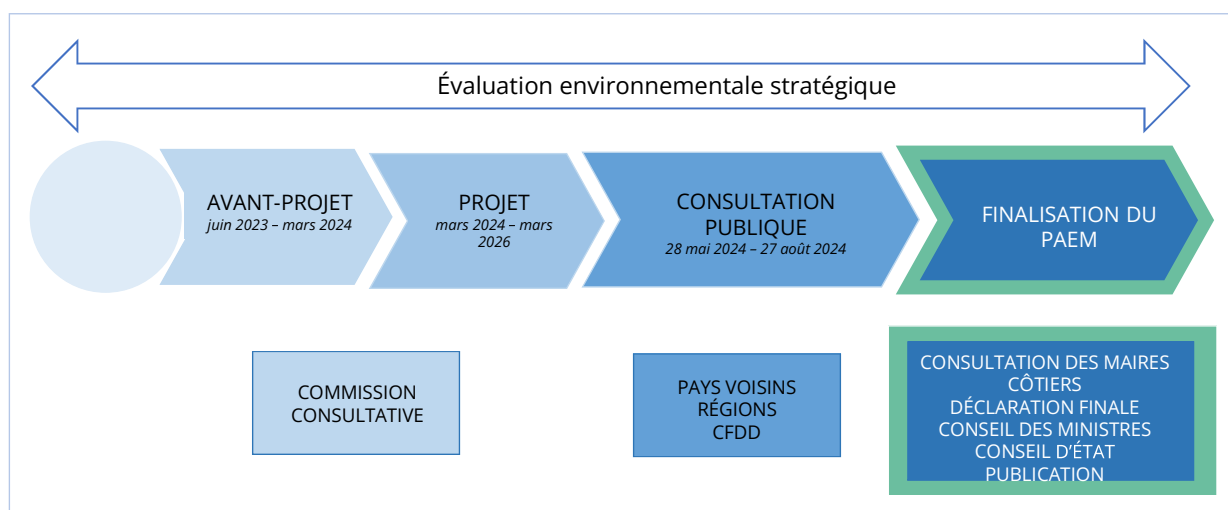 Évaluation environnementale stratégique
AVANT-PROJET
juin 2023 – mars 2024
PROJET
mars 2024 – mars
2026
CONSULTATION
PUBLIQUE
28 mai 2024 – 27 août 2024
FINALISATION DU
PAEM
COMMISSION
CONSULTATIVE
PAYS VOISINS
RÉGIONS
CFDD
CONSULTATION DES MAIRES
CÔTIERS
DÉCLARATION FINALE
CONSEIL DES MINISTRES
CONSEIL D’ÉTAT
PUBLICATION